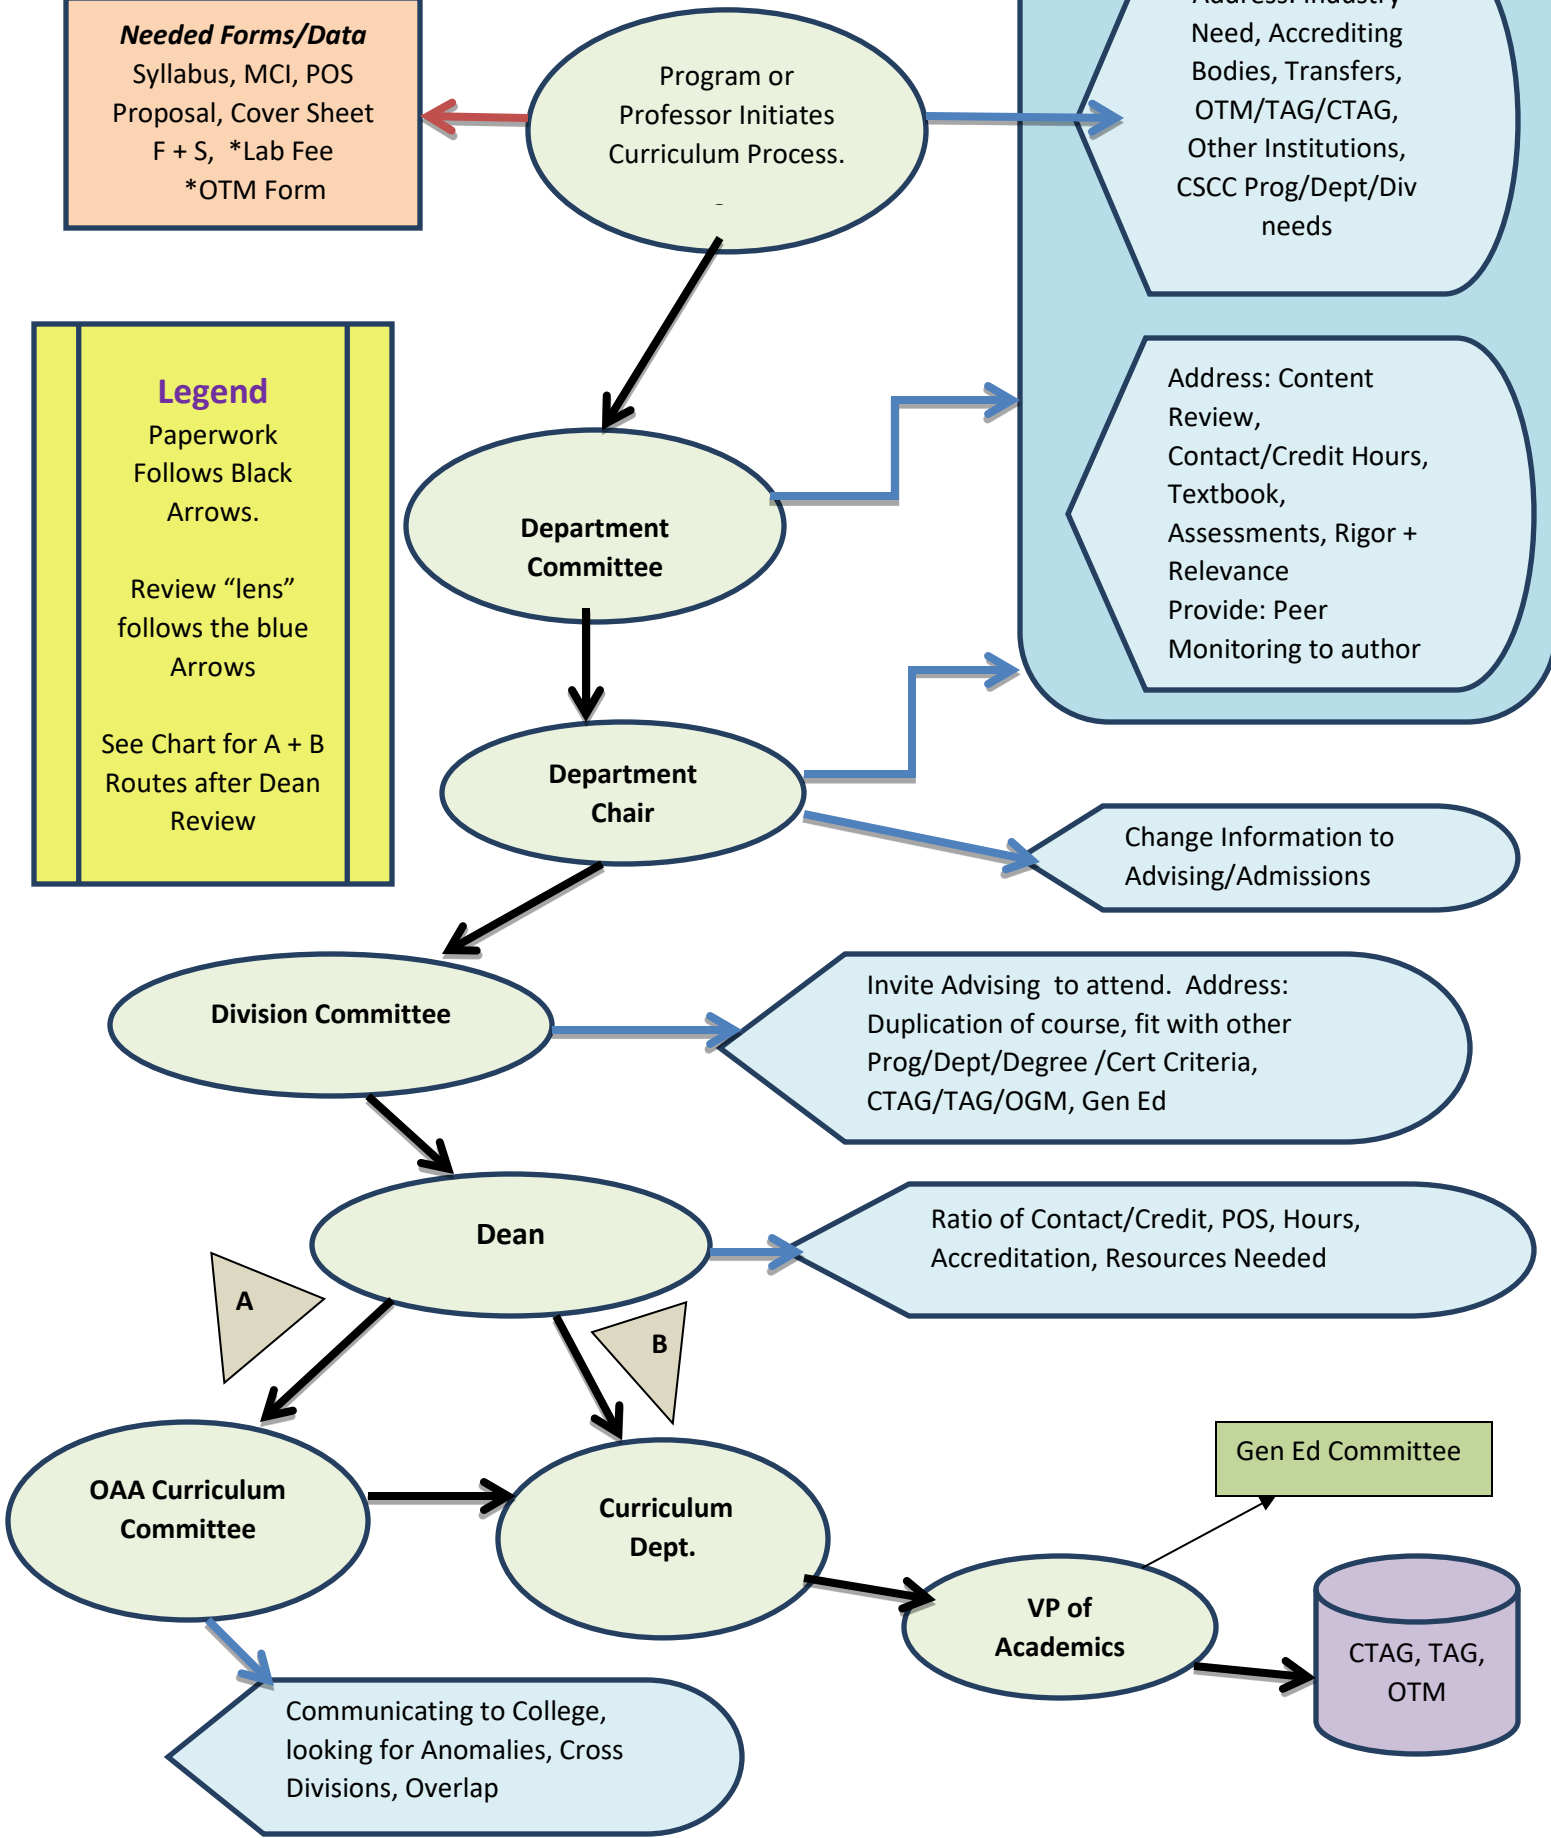 Needed Forms/Data
Syllabus, MCI, POS
Proposal, Cover Sheet
F + S,  *Lab Fee
*OTM Form
Program or
Professor Initiates
Curriculum Process.
Address: Industry
Need, Accrediting
Bodies, Transfers,
OTM/TAG/CTAG,
Other Institutions,
CSCC Prog/Dept/Div
needs
Legend
Paperwork
Follows Black
Arrows.
Review “lens”
follows the blue
Arrows
See Chart for A + B
Routes after Dean
Review
Address: Content
Review,
Contact/Credit Hours,
Textbook,
Assessments, Rigor +
Relevance
Provide: Peer
Monitoring to author
Department
Committee
Department
Chair
Change Information to
Advising/Admissions
Division Committee
Invite Advising  to attend.  Address:
Duplication of course, fit with other
Prog/Dept/Degree /Cert Criteria,
CTAG/TAG/OGM, Gen Ed
Dean
Ratio of Contact/Credit, POS, Hours,
Accreditation, Resources Needed
A
B
OAA Curriculum
Committee
Curriculum
Dept.
Gen Ed Committee
VP of
Academics
CTAG, TAG,
OTM
Communicating to College,
looking for Anomalies, Cross
Divisions, Overlap